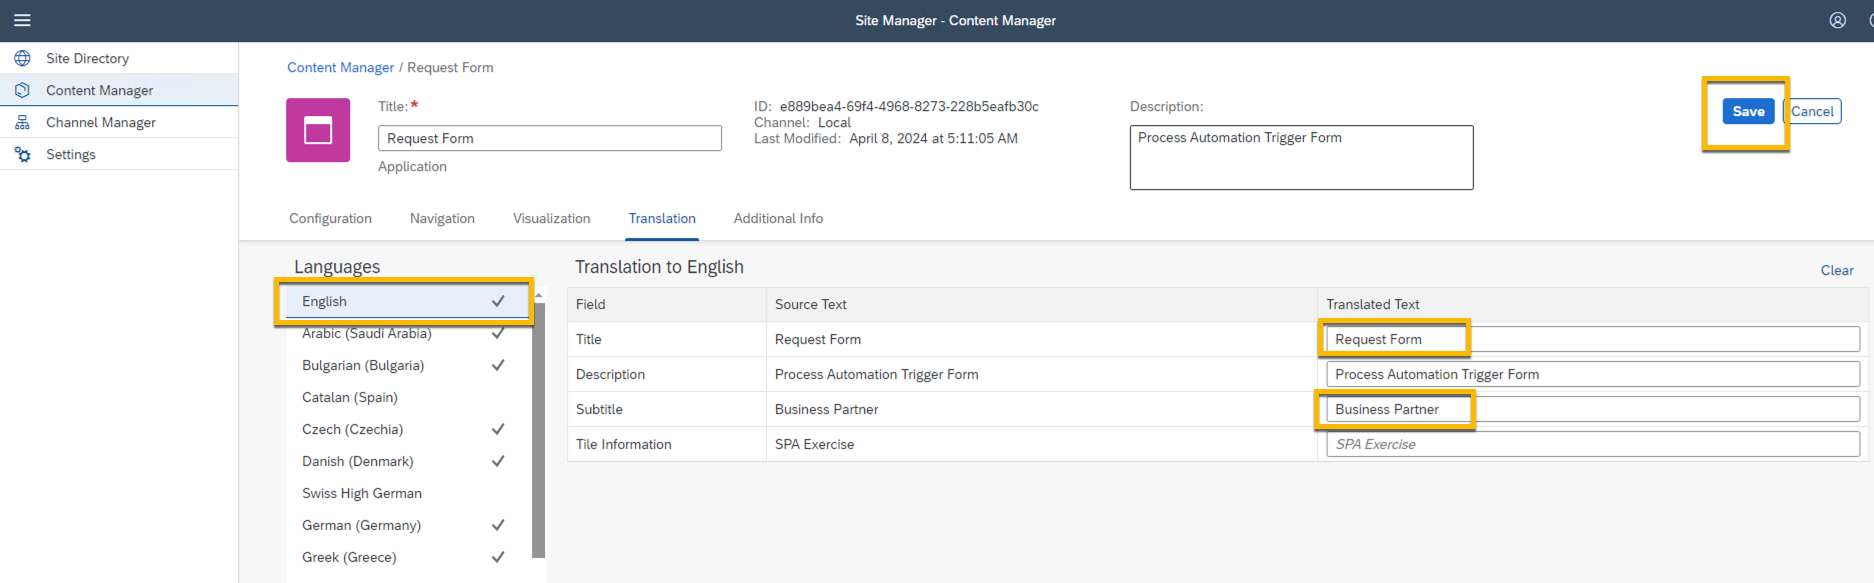 Site Manager - Content Manager
Site Directory
Content Manager
Channel Manager
Settings
Content Manager / Request Form
Title:*
Request Form
Application
ID: e889bea4-69f4-4968-8273-228b5eafb30c
Channel: Local
Last Modified: April 8, 2024 at 5:11:05 AM
Description:
Process Automation Trigger Form
Save
Cancel
Configuration Navigation Visualization Translation Additional Info
Languages
English
Arabic (Saudi Arabia)
Bulgarian (Bulgaria)
Catalan (Spain)
Czech (Czechia)
Danish (Denmark)
Swiss High German
German (Germany)
Greek (Greece)
Translation to English
Clear
Field Source Text Translated Text
Title Request Form Request Form
Description Process Automation Trigger Form Process Automation Trigger Form
Subtitle Business Partner Business Partner
Tile Information SPA Exercise SPA Exercise